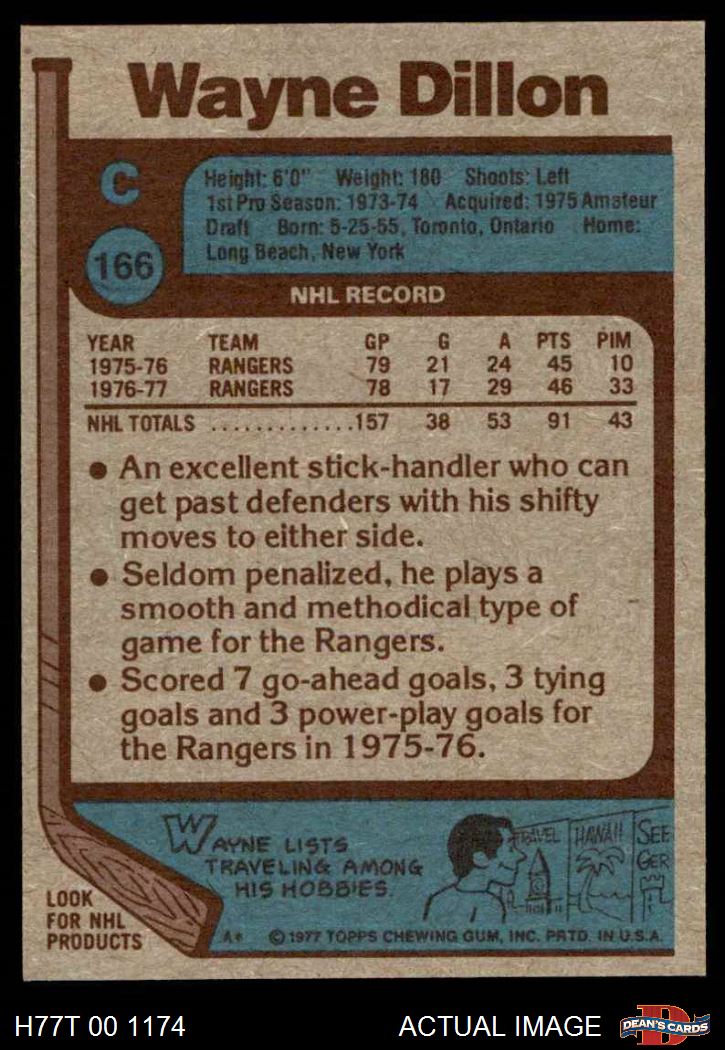 Wayne Dillon
C
166
Height: 6'0" Weight: 180 Shoots: Left
1st Pro Season: 1973-74 Acquired: 1975 Amateur
Draft Born: 5-25-55, Toronto, Ontario Home:
Long Beach, New York
NHL RECORD
YEAR TEAM GP G A PTS PIM
1975-76 RANGERS 79 21 24 45 10
1976-77 RANGERS 78 17 29 46 33
NHL TOTALS .............157 38 53 91 43
● An excellent stick-handler who can
get past defenders with his shifty
moves to either side.
● Seldom penalized, he plays a
smooth and methodical type of
game for the Rangers.
● Scored 7 go-ahead goals, 3 tying
goals and 3 power-play goals for
the Rangers in 1975-76.
WAYNE LISTS
TRAVELING AMONG
HIS HOBBIES.
TRAVEL
HAWAII
SEE
GER
LOOK
FOR NHL
PRODUCTS
A* © 1977 TOPPS CHEWING GUM, INC. PRTD. IN U.S.A.
H77T 00 1174
ACTUAL IMAGE
D
DEAN'S CARDS